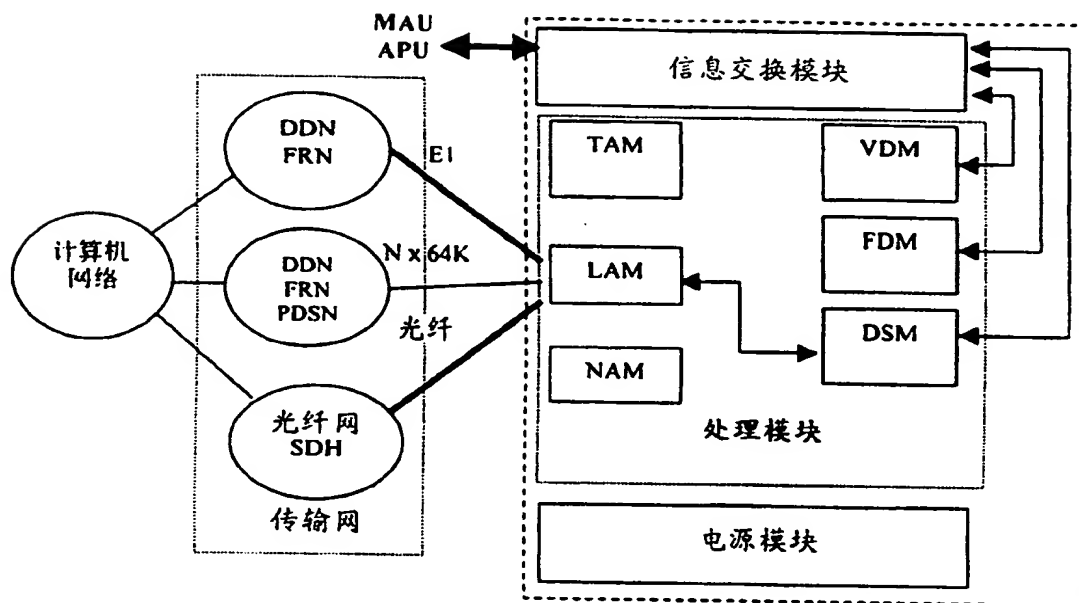 MAU
APU
信息交换模块
DDN
FRN
E1
TAM
VDM
计算机
网络
DDN
FRN
PDSN
N x 64K
LAM
FDM
光纤
DSM
NAM
光纤网
SDH
处理模块
传输网
电源模块